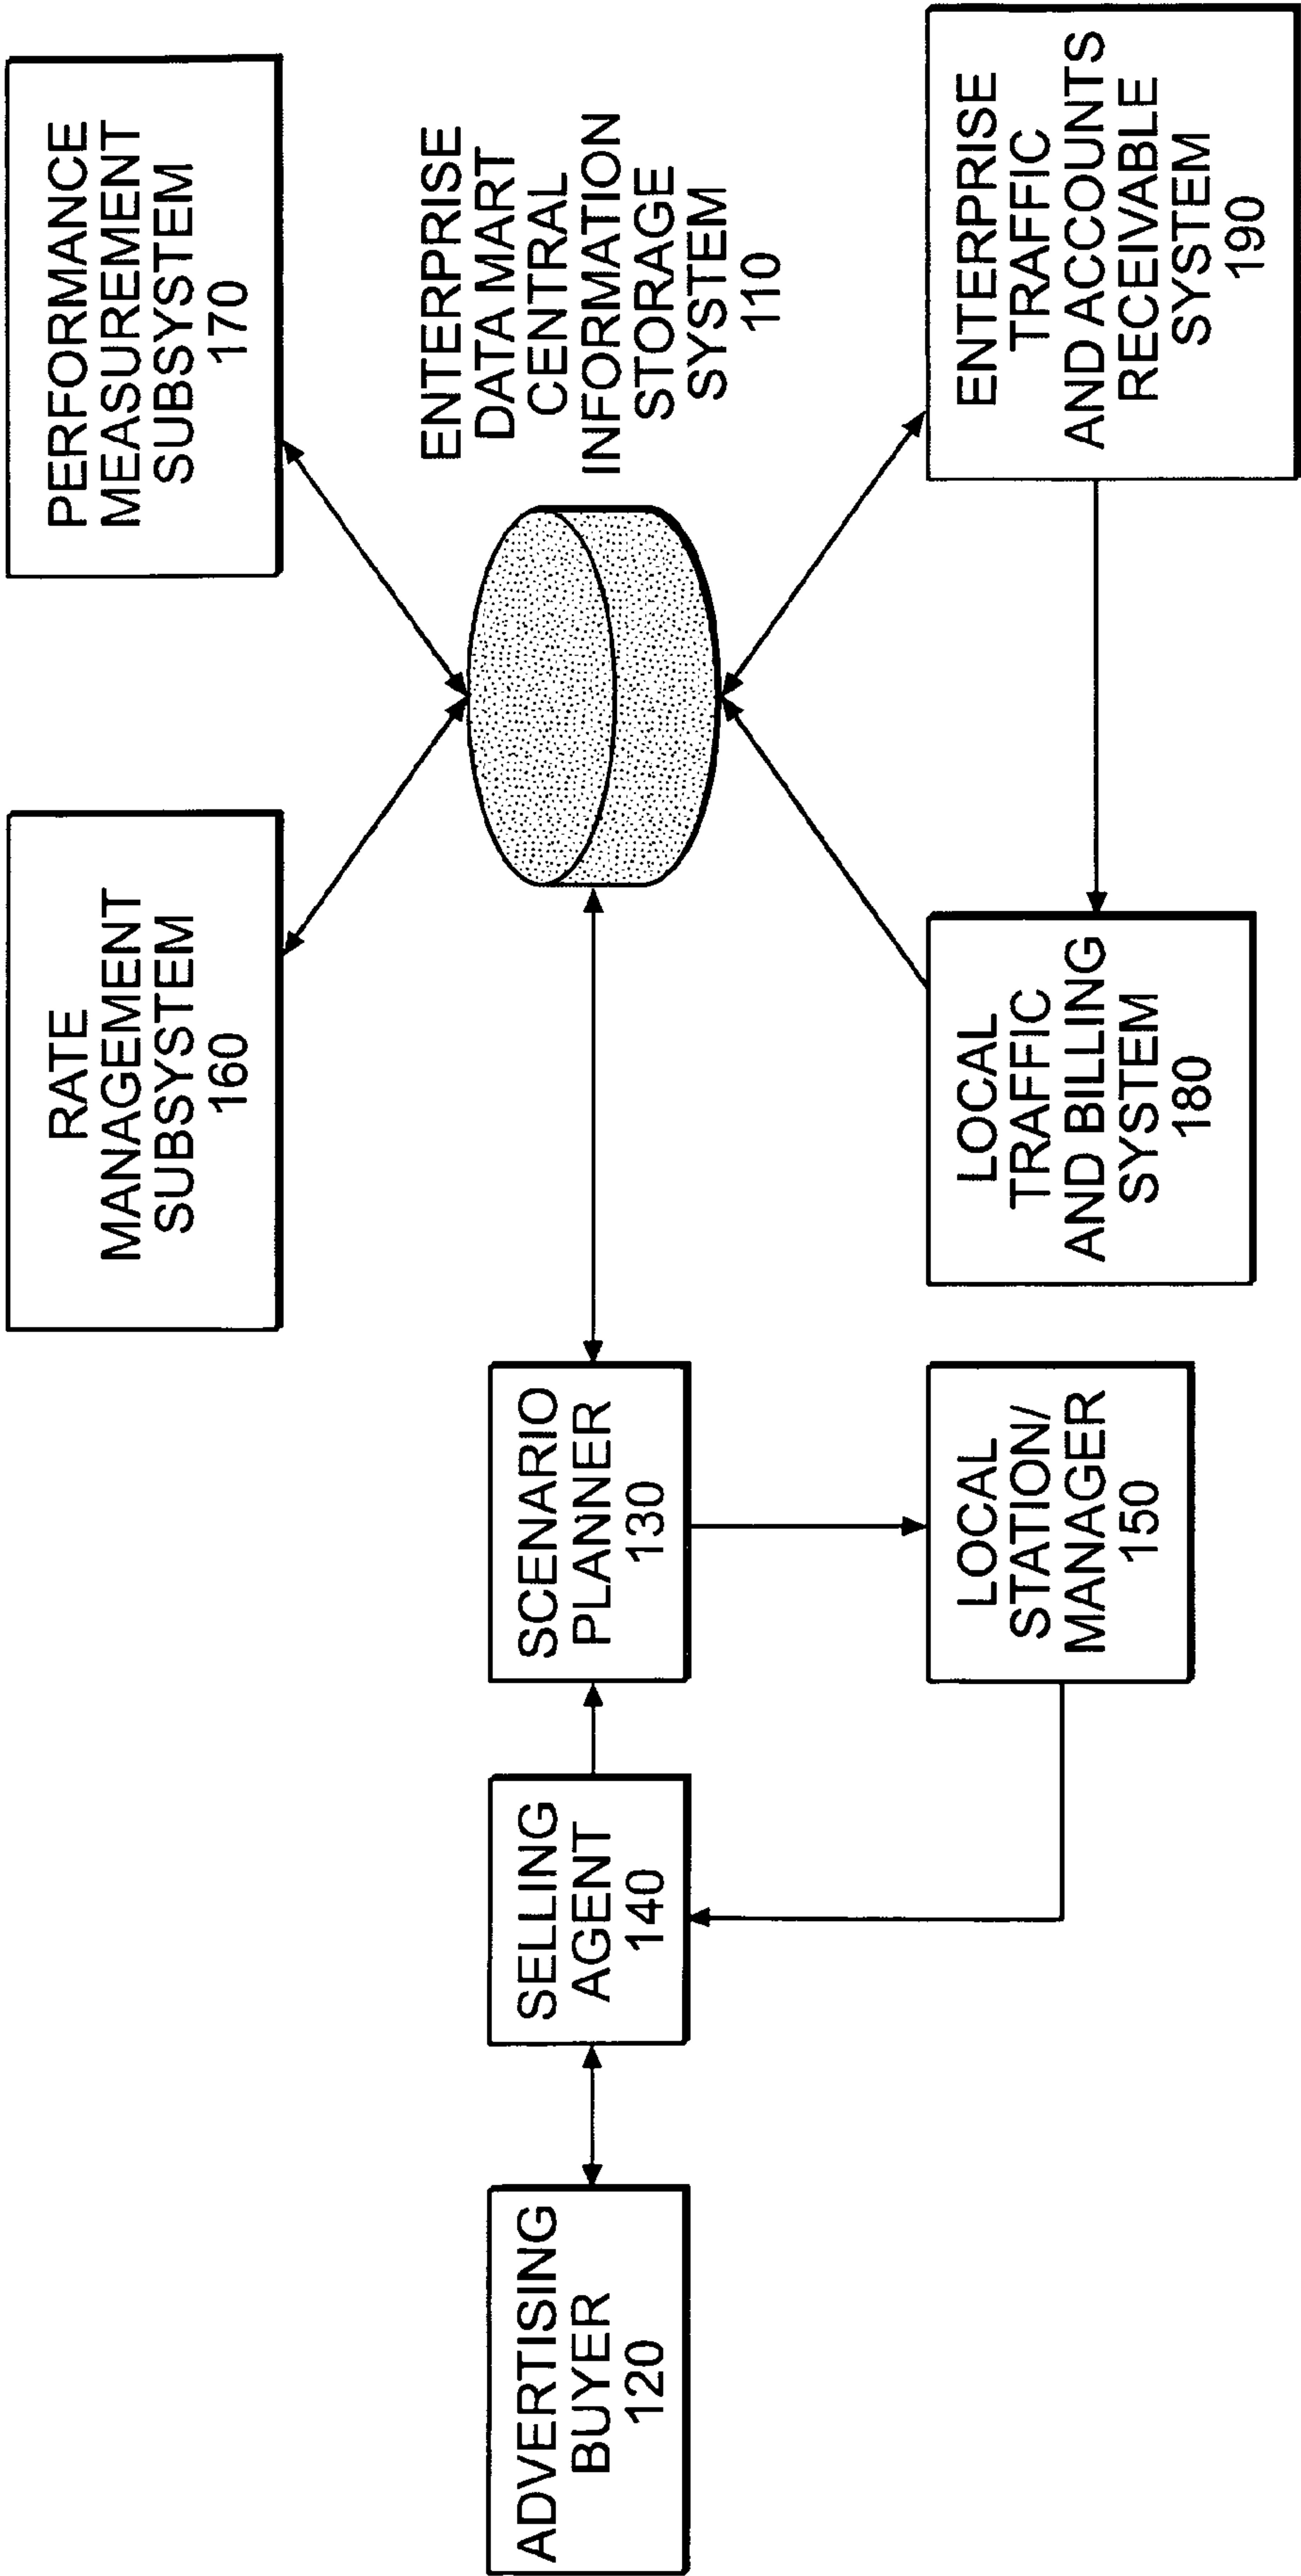 RATE
MANAGEMENT
SUBSYSTEM
160
PERFORMANCE
MEASUREMENT
SUBSYSTEM
170
ADVERTISING
BUYER
120
SELLING
AGENT
140
SCENARIO
PLANNER
130
ENTERPRISE
DATA MART
CENTRAL
INFORMATION
STORAGE
SYSTEM
110
LOCAL
STATION/
MANAGER
150
LOCAL
TRAFFIC
AND BILLING
SYSTEM
180
ENTERPRISE
TRAFFIC
AND ACCOUNTS
RECEIVABLE
SYSTEM
190